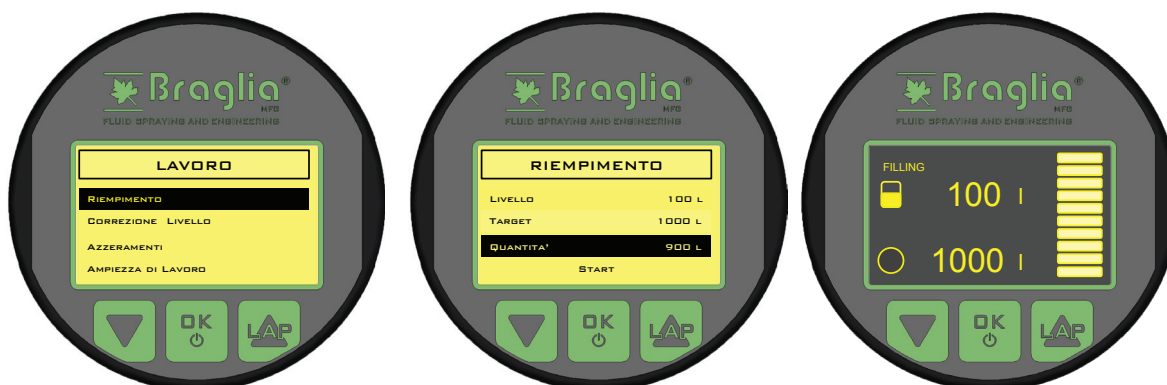 Braglia®
MFG
FLUID SPRAYING AND ENGINEERING
LAVORO
RIEMPIMENTO
CORREZIONE LIVELLO
AZZERAMENTI
AMPIEZZA DI LAVORO
OK
LAP
Braglia®
MFG
FLUID SPRAYING AND ENGINEERING
RIEMPIMENTO
LIVELLO 100 L
TARGET 1000 L
QUANTITA' 900 L
START
OK
LAP
Braglia®
MFG
FLUID SPRAYING AND ENGINEERING
FILLING
100 l
1000 l
OK
LAP